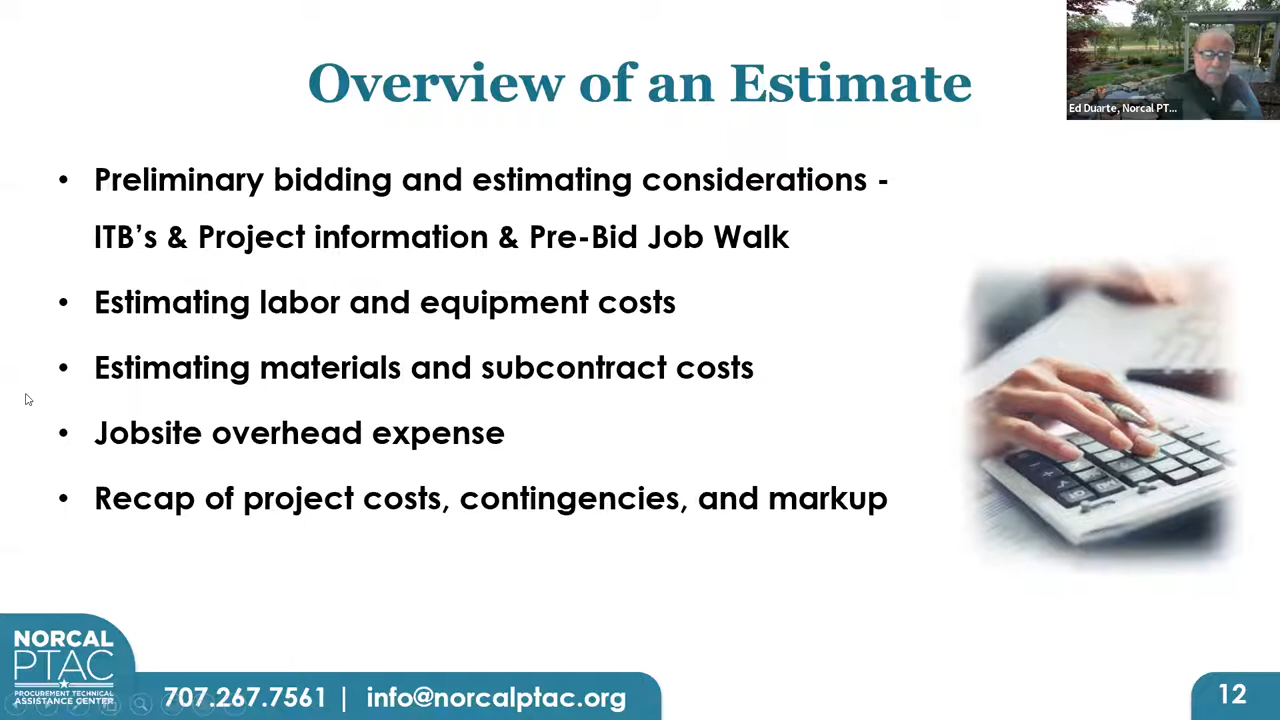 Overview of an Estimate
Ed Duarte, Norcal PT...
• Preliminary bidding and estimating considerations -
ITB’s & Project information & Pre-Bid Job Walk
• Estimating labor and equipment costs
• Estimating materials and subcontract costs
• Jobsite overhead expense
• Recap of project costs, contingencies, and markup
NORCAL
PTAC
PROCUREMENT TECHNICAL
ASSISTANCE CENTER
707.267.7561 | info@norcalptac.org
12